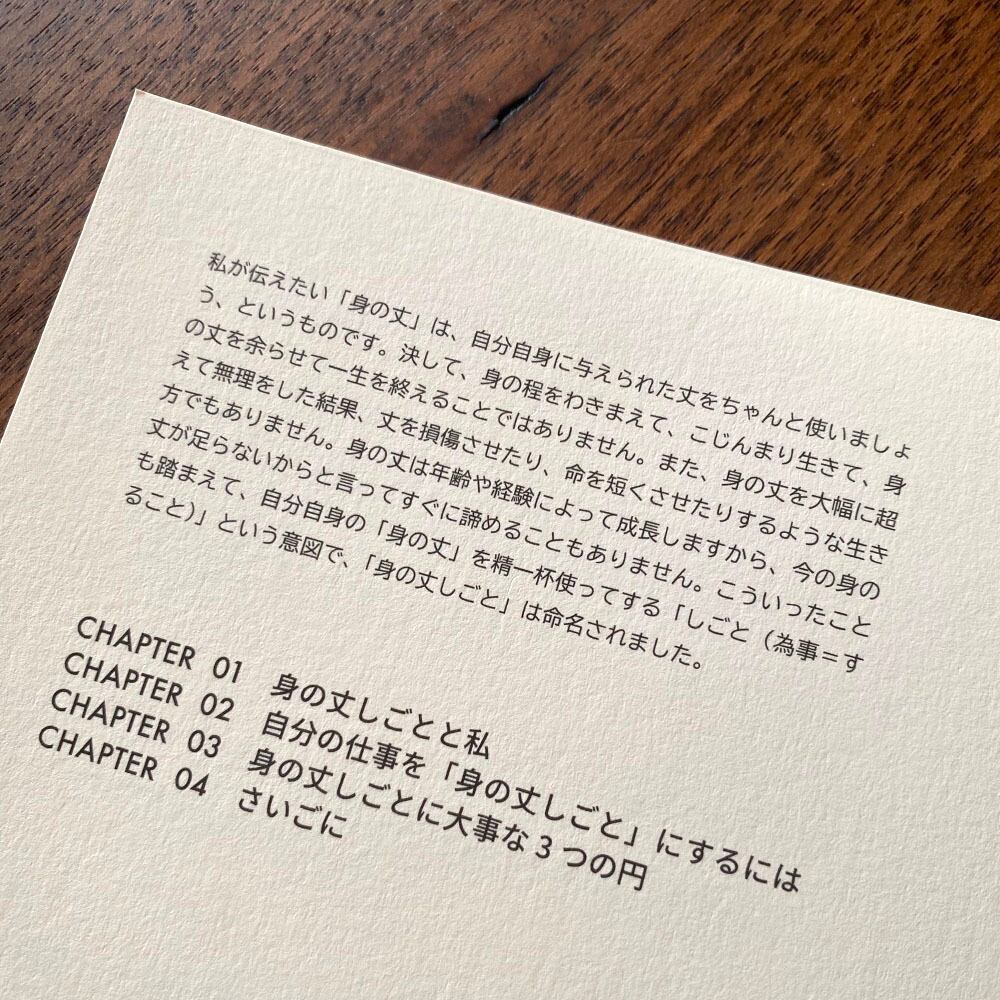 私が伝えたい「身の丈」は、自分自身に与えられた丈をちゃんと使いましょ
う、というものです。決して、身の程をわきまえて、こじんまり生きて、身
の丈を余らせて一生を終えることではありません。また、身の丈を大幅に超
えて無理をした結果、丈を損傷させたり、命を短くさせたりするような生き
方でもありません。身の丈は年齢や経験によって成長しますから、今の身の
丈が足らないからと言ってすぐに諦めることもありません。こういったこと
も踏まえて、自分自身の「身の丈」を精一杯使ってする「しごと（為事＝す
ること）」という意図で、「身の丈しごと」は命名されました。
CHAPTER 01 身の丈しごとと私
CHAPTER 02 自分の仕事を「身の丈しごと」にするには
CHAPTER 03 身の丈しごとに大事な3つの円
CHAPTER 04 さいごに